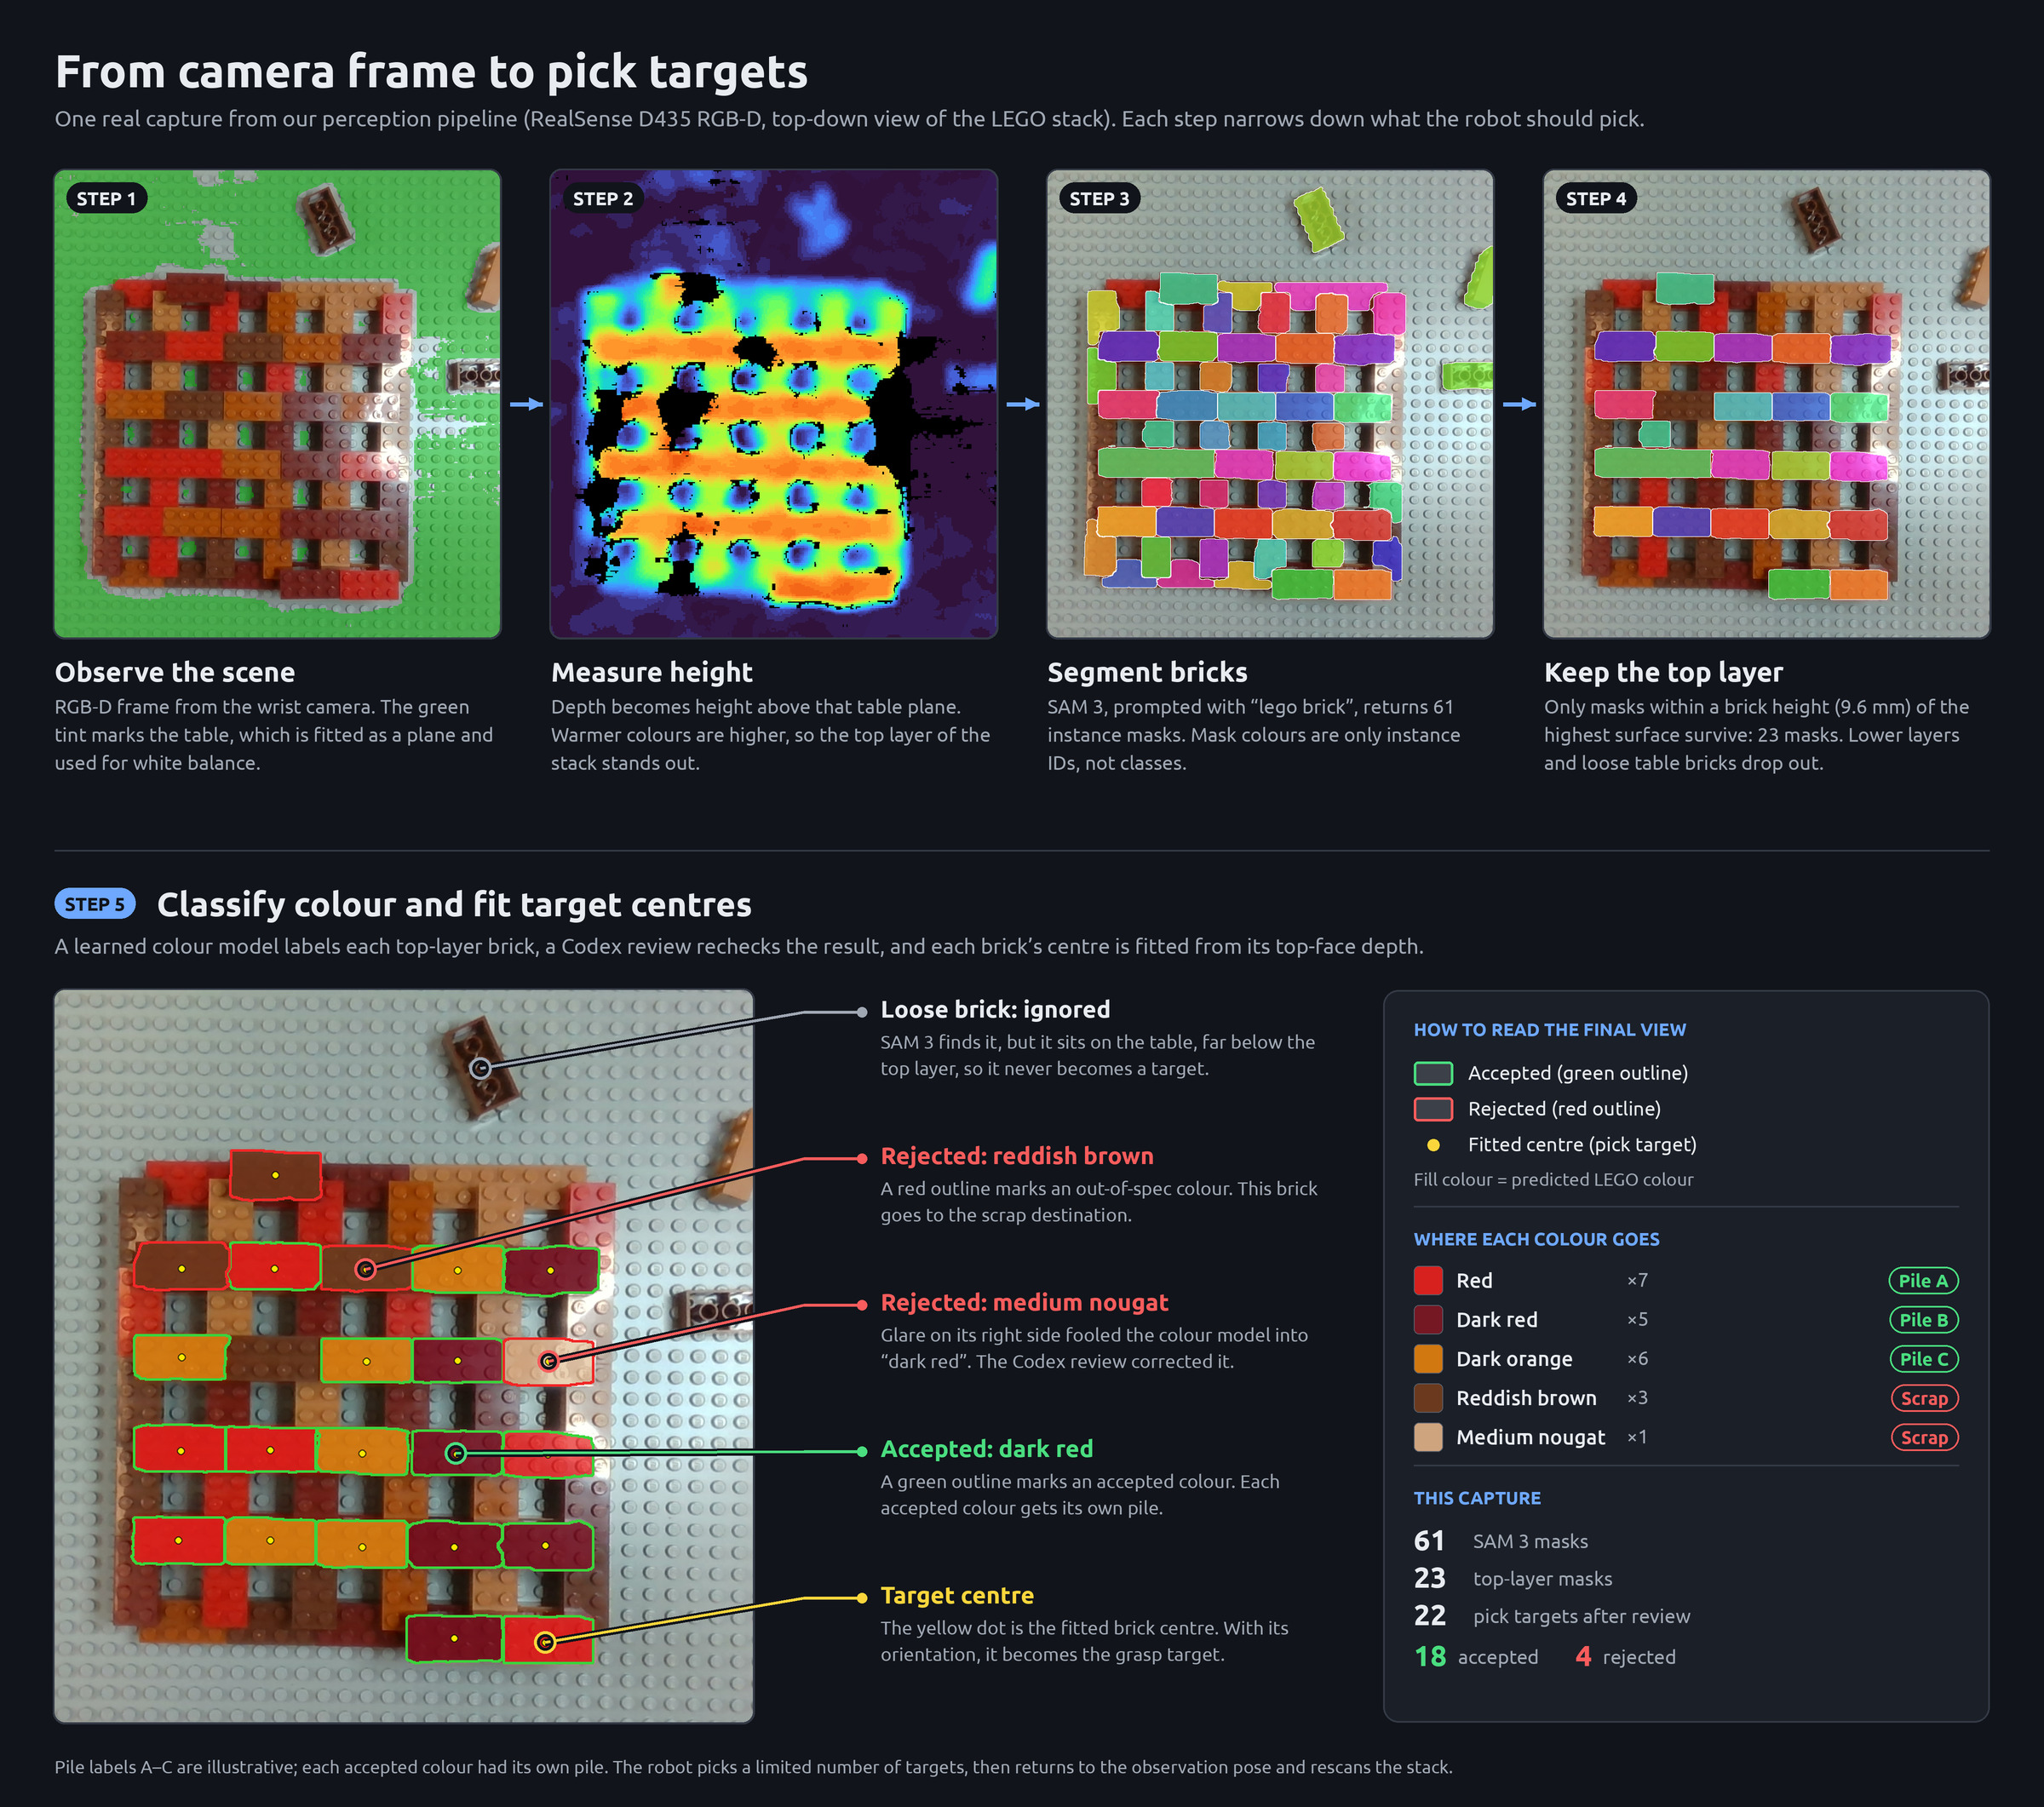 From camera frame to pick targets
One real capture from our perception pipeline (RealSense D435 RGB-D, top-down view of the LEGO stack). Each step narrows down what the robot should pick.
STEP 1
STEP 2
STEP 3
STEP 4
Observe the scene
RGB-D frame from the wrist camera. The green
tint marks the table, which is fitted as a plane and
used for white balance.
Measure height
Depth becomes height above that table plane.
Warmer colours are higher, so the top layer of the
stack stands out.
Segment bricks
SAM 3, prompted with “lego brick”, returns 61
instance masks. Mask colours are only instance
IDs, not classes.
Keep the top layer
Only masks within a brick height (9.6 mm) of the
highest surface survive: 23 masks. Lower layers
and loose table bricks drop out.
STEP 5
Classify colour and fit target centres
A learned colour model labels each top-layer brick, a Codex review rechecks the result, and each brick’s centre is fitted from its top-face depth.
Loose brick: ignored
SAM 3 finds it, but it sits on the table, far below the
top layer, so it never becomes a target.
Rejected: reddish brown
A red outline marks an out-of-spec colour. This brick
goes to the scrap destination.
Rejected: medium nougat
Glare on its right side fooled the colour model into
“dark red”. The Codex review corrected it.
Accepted: dark red
A green outline marks an accepted colour. Each
accepted colour gets its own pile.
Target centre
The yellow dot is the fitted brick centre. With its
orientation, it becomes the grasp target.
HOW TO READ THE FINAL VIEW
Accepted (green outline)
Rejected (red outline)
Fitted centre (pick target)
Fill colour = predicted LEGO colour
WHERE EACH COLOUR GOES
Red ×7 Pile A
Dark red ×5 Pile B
Dark orange ×6 Pile C
Reddish brown ×3 Scrap
Medium nougat ×1 Scrap
THIS CAPTURE
61 SAM 3 masks
23 top-layer masks
22 pick targets after review
18 accepted 4 rejected
Pile labels A–C are illustrative; each accepted colour had its own pile. The robot picks a limited number of targets, then returns to the observation pose and rescans the stack.